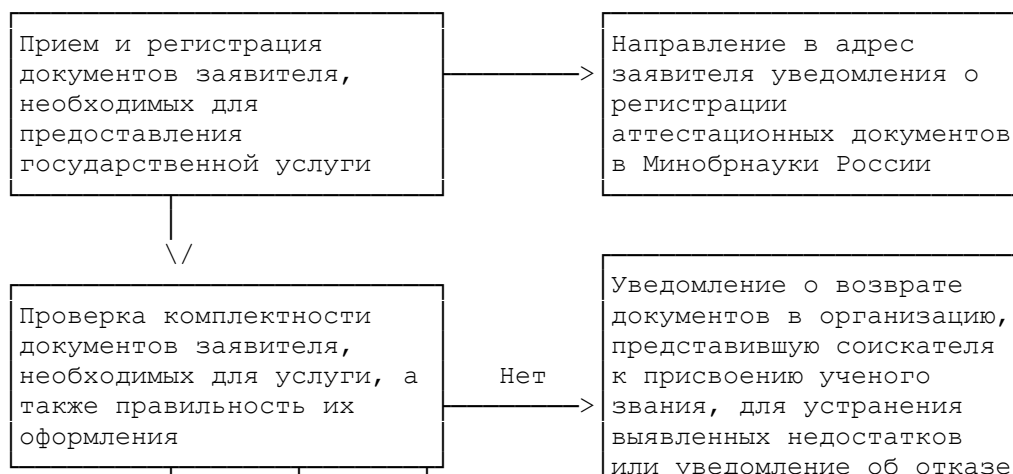 Прием и регистрация
документов заявителя,
необходимых для
предоставления
государственной услуги
Направление в адрес
заявителя уведомления о
регистрации
аттестационных документов
в Минобрнауки России
Проверка комплектности
документов заявителя,
необходимых для услуги, а
также правильность их
оформления
Нет
Уведомление о возврате
документов в организацию,
представившую соискателя
к присвоению ученого
звания, для устранения
выявленных недостатков
или уведомление об отказе